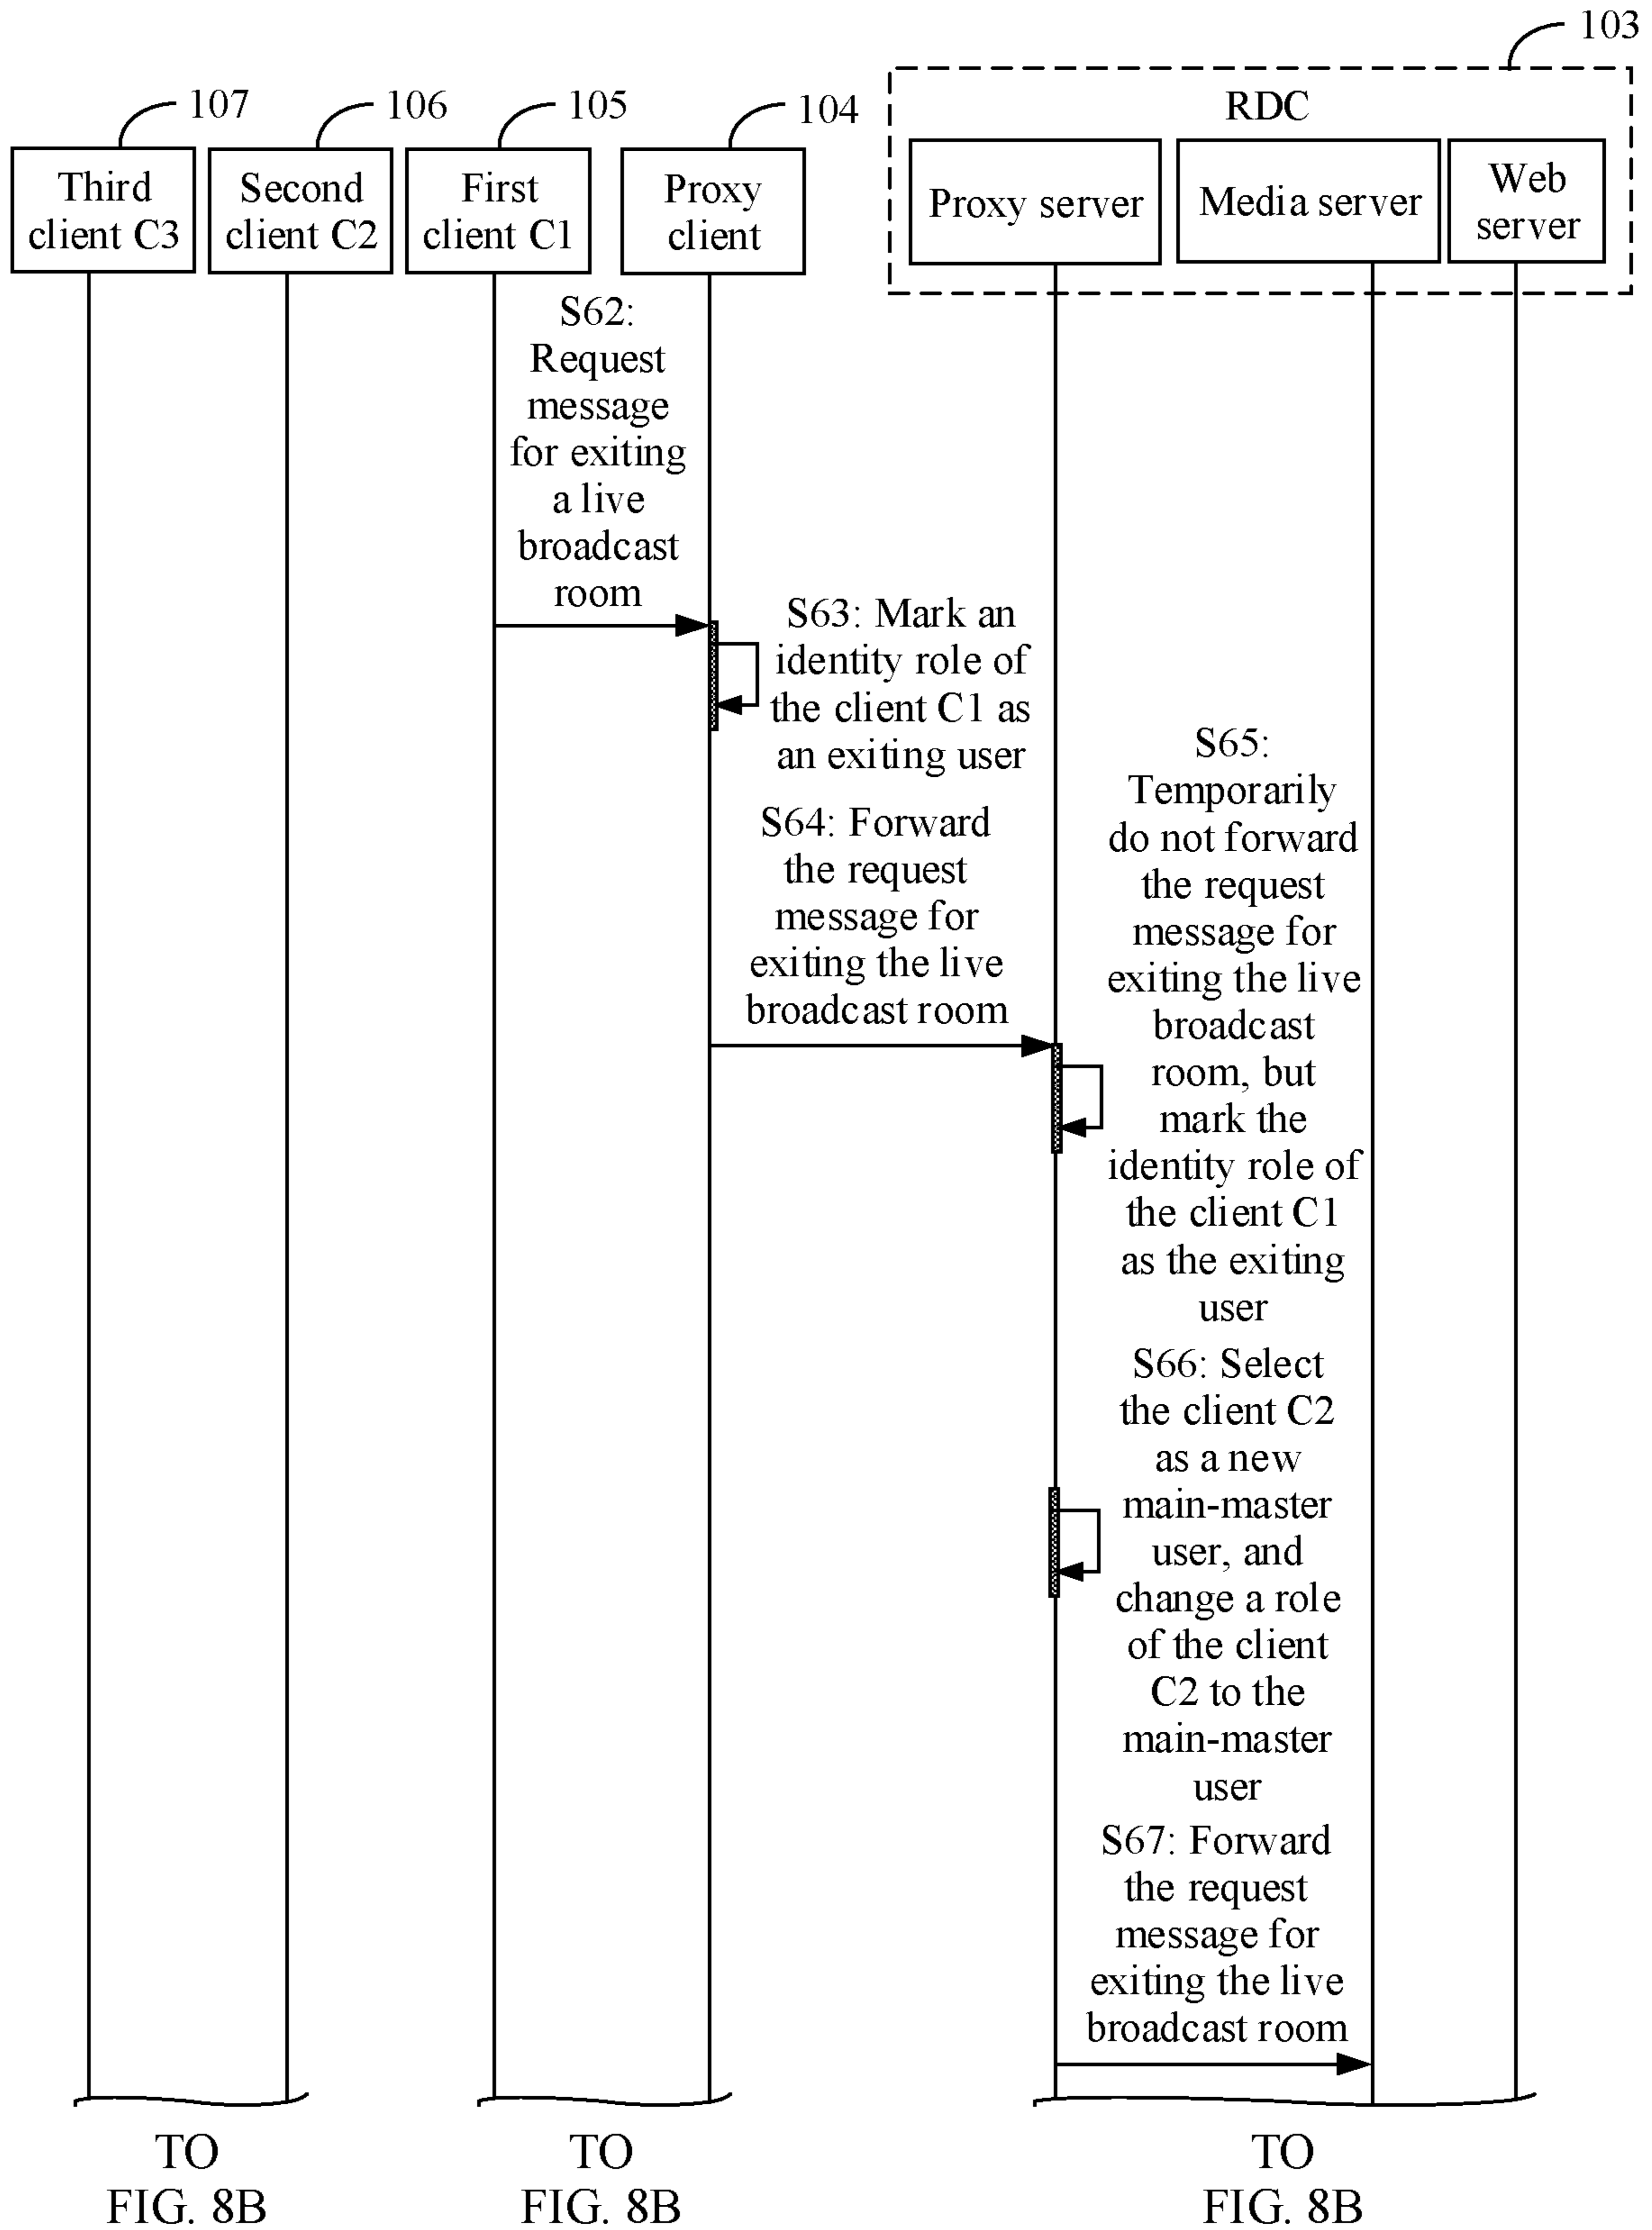 103
RDC
107
106
105
104
Third
client C3
Second
client C2
First
client C1
Proxy
client
Proxy server
Media server
Web
server
S62:
Request
message
for exiting
a live
broadcast
room
S63: Mark an
identity role of
the client C1 as
an exiting user
S64: Forward
the request
message for
exiting the live
broadcast room
S65:
Temporarily
do not forward
the request
message for
exiting the live
broadcast
room, but
mark the
identity role of
the client C1
as the exiting
user
S66: Select
the client C2
as a new
main-master
user, and
change a role
of the client
C2 to the
main-master
user
S67: Forward
the request
message for
exiting the live
broadcast room
TO
FIG. 8B
TO
FIG. 8B
TO
FIG. 8B